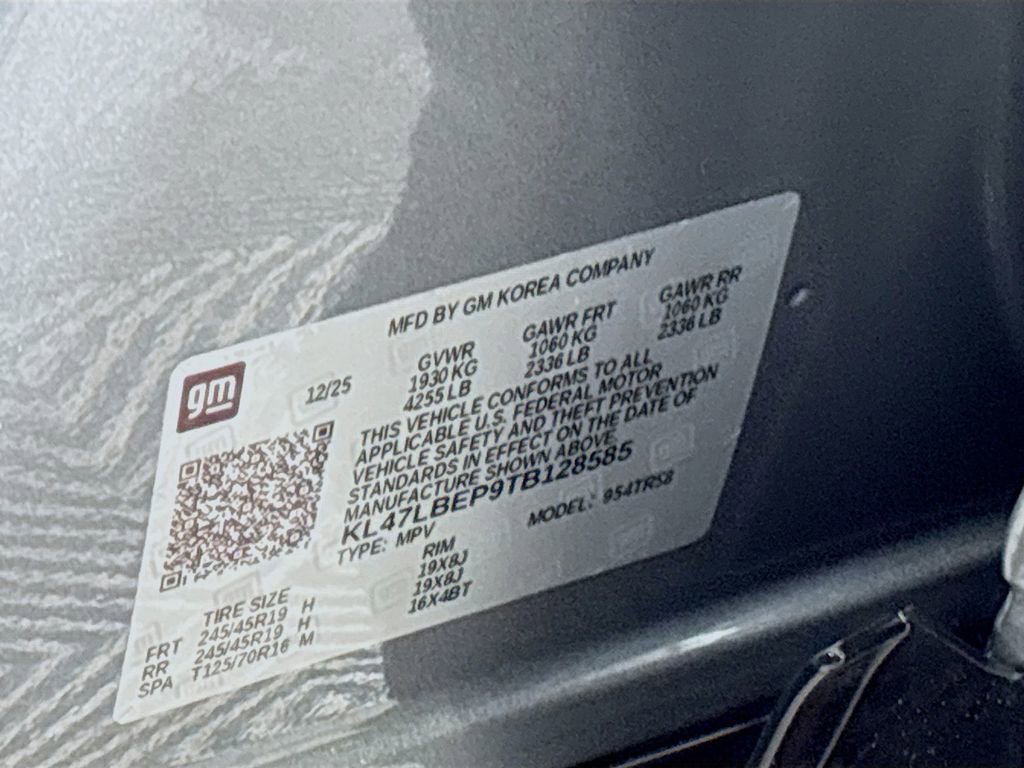 MFD BY GM KOREA COMPANY
gm
12/25
GVWR GAWR FRT GAWR RR
1930 KG 1060 KG 1060 KG
4255 LB 2336 LB 2336 LB
THIS VEHICLE CONFORMS TO ALL
APPLICABLE U.S. FEDERAL MOTOR
VEHICLE SAFETY AND THEFT PREVENTION
STANDARDS IN EFFECT ON THE DATE OF
MANUFACTURE SHOWN ABOVE
KL47LBEP9TB128585
TYPE: MPV MODEL: 954TR58
TIRE SIZE RIM
FRT 245/45R19 H 19X8J
RR 245/45R19 H 19X8J
SPA T125/70R16 M 16X4BT